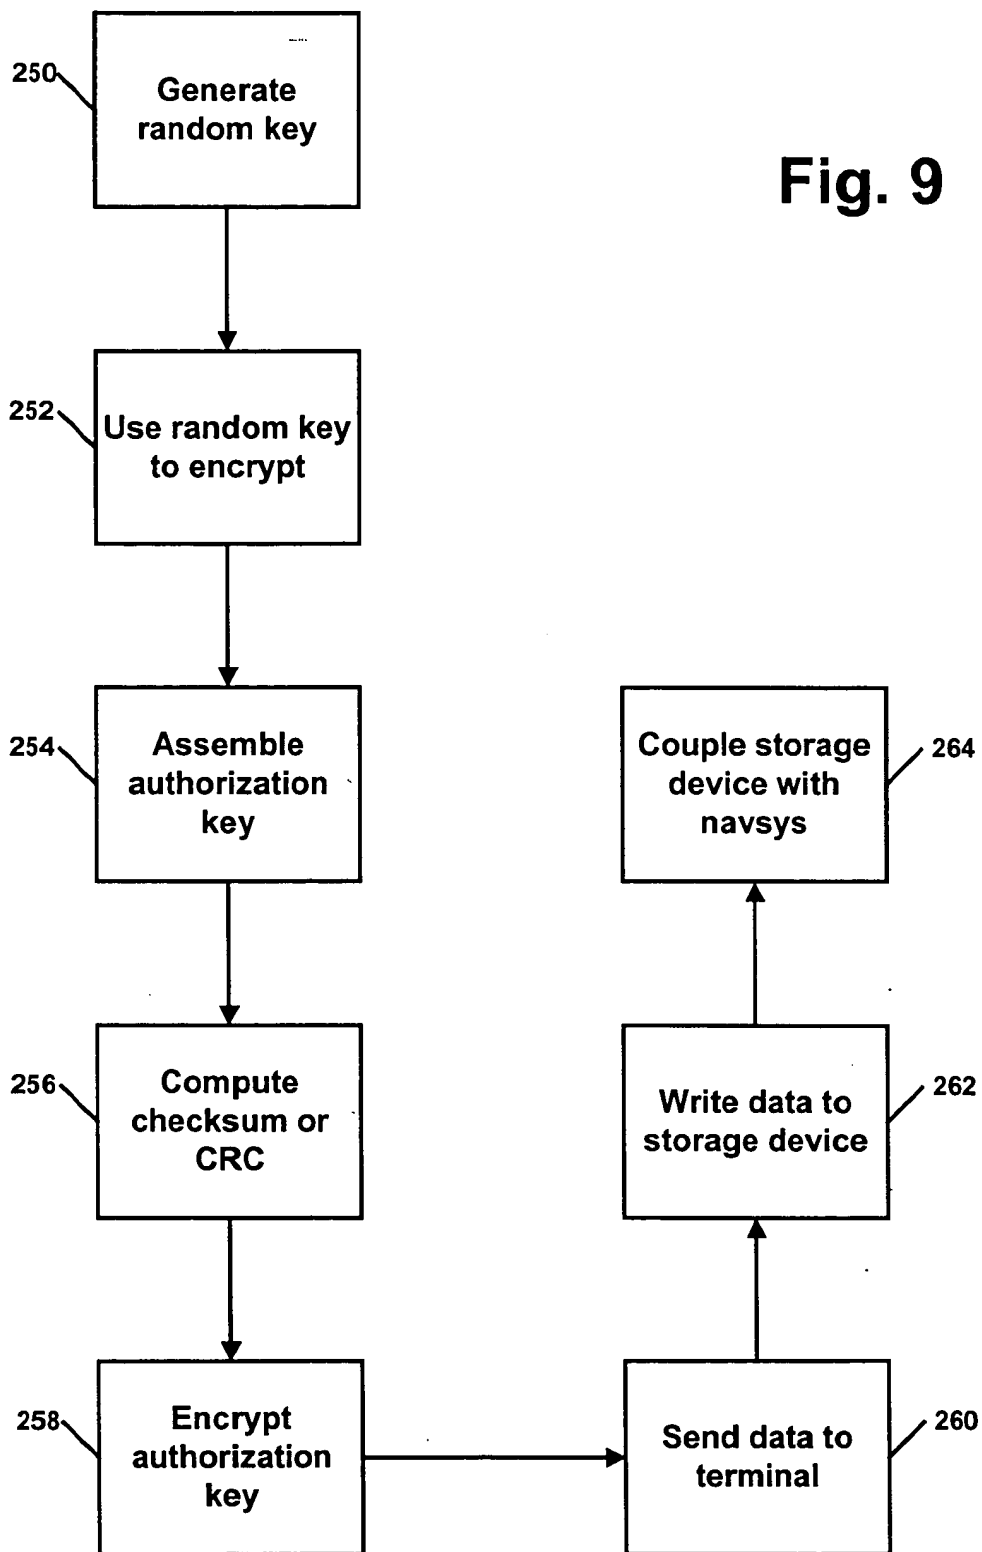 250
Generate
random key
Fig. 9
252
Use random key
to encrypt
254
Assemble
authorization
key
256
Compute
checksum or
CRC
258
Encrypt
authorization
key
260
Send data to
terminal
262
Write data to
storage device
264
Couple storage
device with
navsys